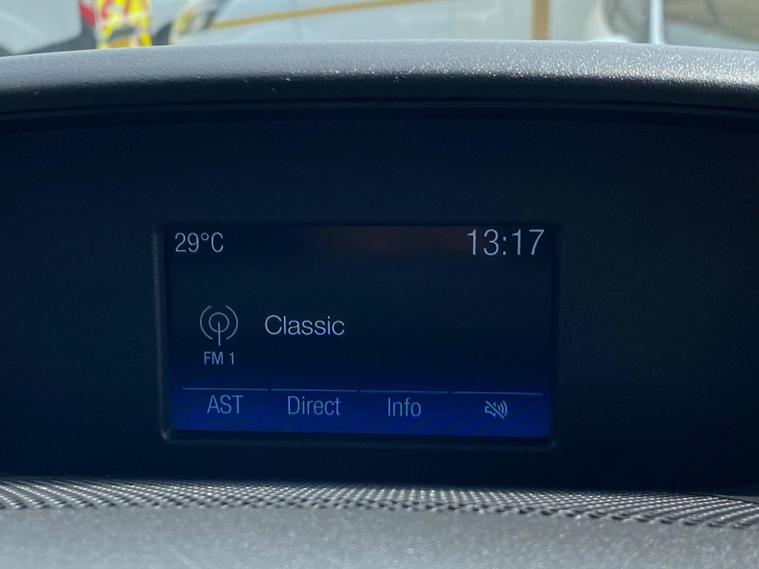 29°C 13:17
Classic
FM 1
AST Direct Info